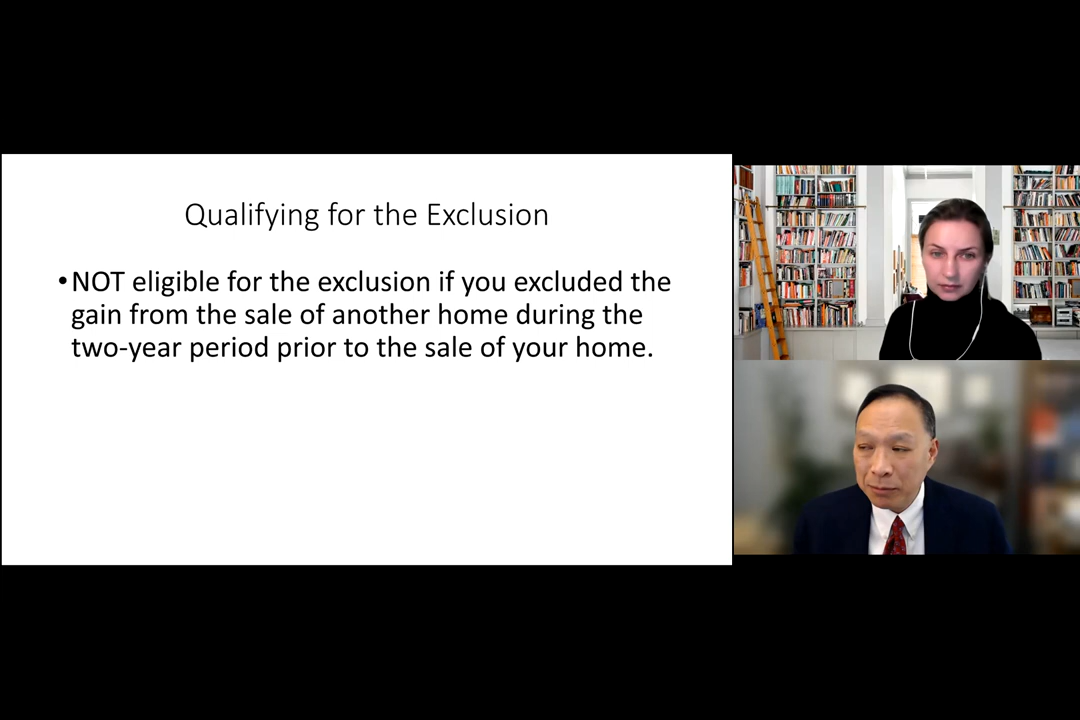 Qualifying for the Exclusion
•NOT eligible for the exclusion if you excluded the
gain from the sale of another home during the
two-year period prior to the sale of your home.